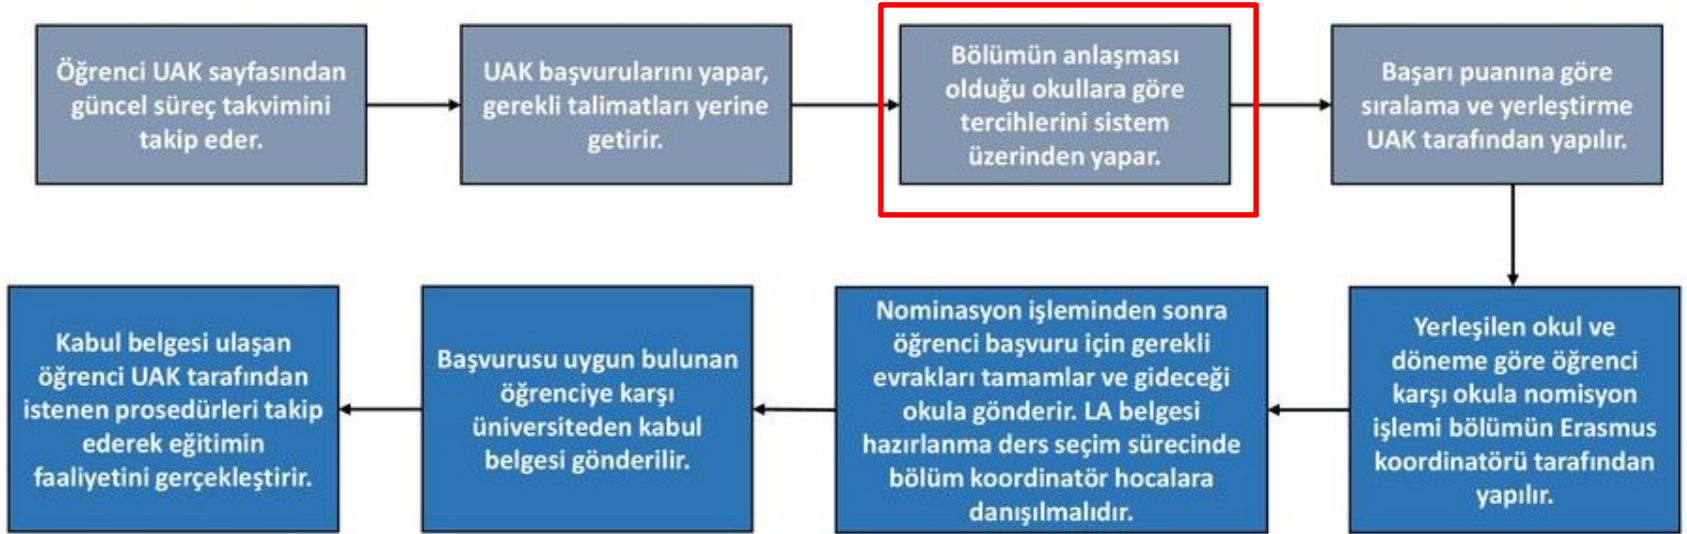 Öğrenci UAK sayfasından
güncel süreç takvimini
takip eder.
UAK başvurularını yapar,
gerekli talimatları yerine
getirir.
Bölümün anlaşması
olduğu okullara göre
tercihlerini sistem
üzerinden yapar.
Başarı puanına göre
sıralama ve yerleştirme
UAK tarafından yapılır.
Yerleşilen okul ve
döneme göre öğrenci
karşı okula nomisyon
işlemi bölümün Erasmus
koordinatörü tarafından
yapılır.
Nominasyon işleminden sonra
öğrenci başvuru için gerekli
evrakları tamamlar ve gideceği
okula gönderir. LA belgesi
hazırlanma ders seçim sürecinde
bölüm koordinatör hocalara
danışılmalıdır.
Başvurusu uygun bulunan
öğrenciye karşı
üniversiteden kabul
belgesi gönderilir.
Kabul belgesi ulaşan
öğrenci UAK tarafından
istenen prosedürleri takip
ederek eğitimin
faaliyetini gerçekleştirir.